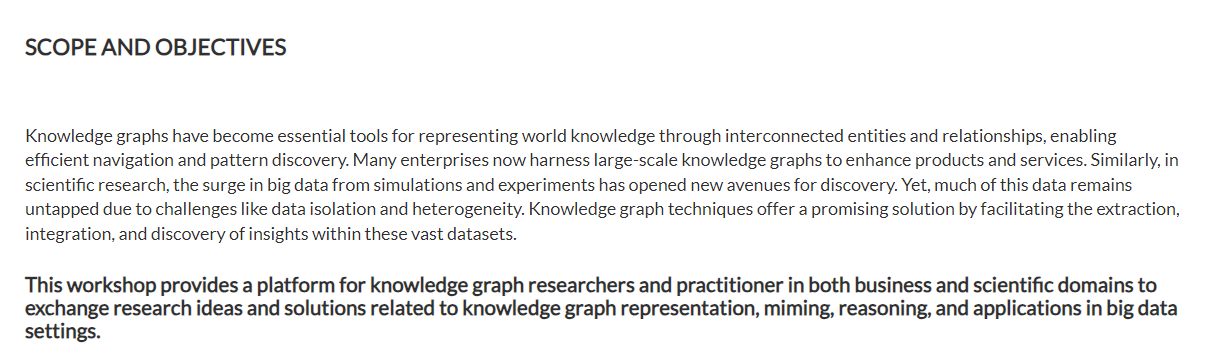 SCOPE AND OBJECTIVES
Knowledge graphs have become essential tools for representing world knowledge through interconnected entities and relationships, enabling
efficient navigation and pattern discovery. Many enterprises now harness large-scale knowledge graphs to enhance products and services. Similarly, in
scientific research, the surge in big data from simulations and experiments has opened new avenues for discovery. Yet, much of this data remains
untapped due to challenges like data isolation and heterogeneity. Knowledge graph techniques offer a promising solution by facilitating the extraction,
integration, and discovery of insights within these vast datasets.
This workshop provides a platform for knowledge graph researchers and practitioner in both business and scientific domains to
exchange research ideas and solutions related to knowledge graph representation, miming, reasoning, and applications in big data
settings.